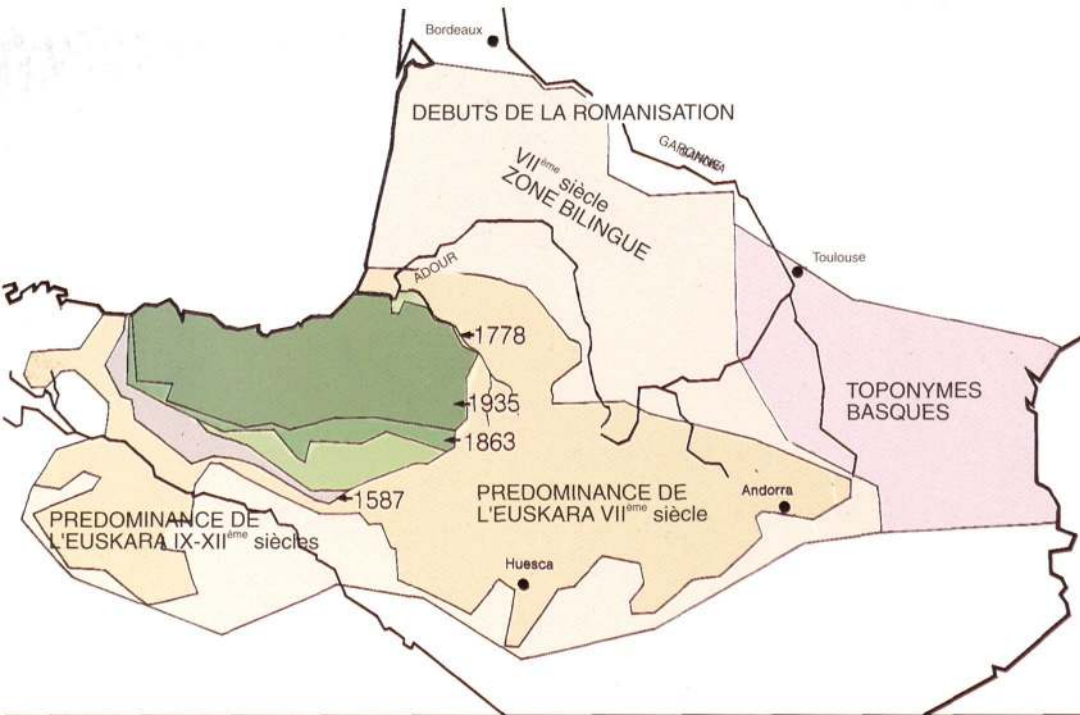 Bordeaux
DEBUTS DE LA ROMANISATION
GARONNE
VIIème siècle
ZONE BILINGUE
Toulouse
ADOUR
1778
TOPONYMES
BASQUES
1935
1863
1587
PREDOMINANCE DE
L'EUSKARA VIIème siècle
Andorra
PREDOMINANCE DE
L'EUSKARA IX-XIIème siècles
Huesca